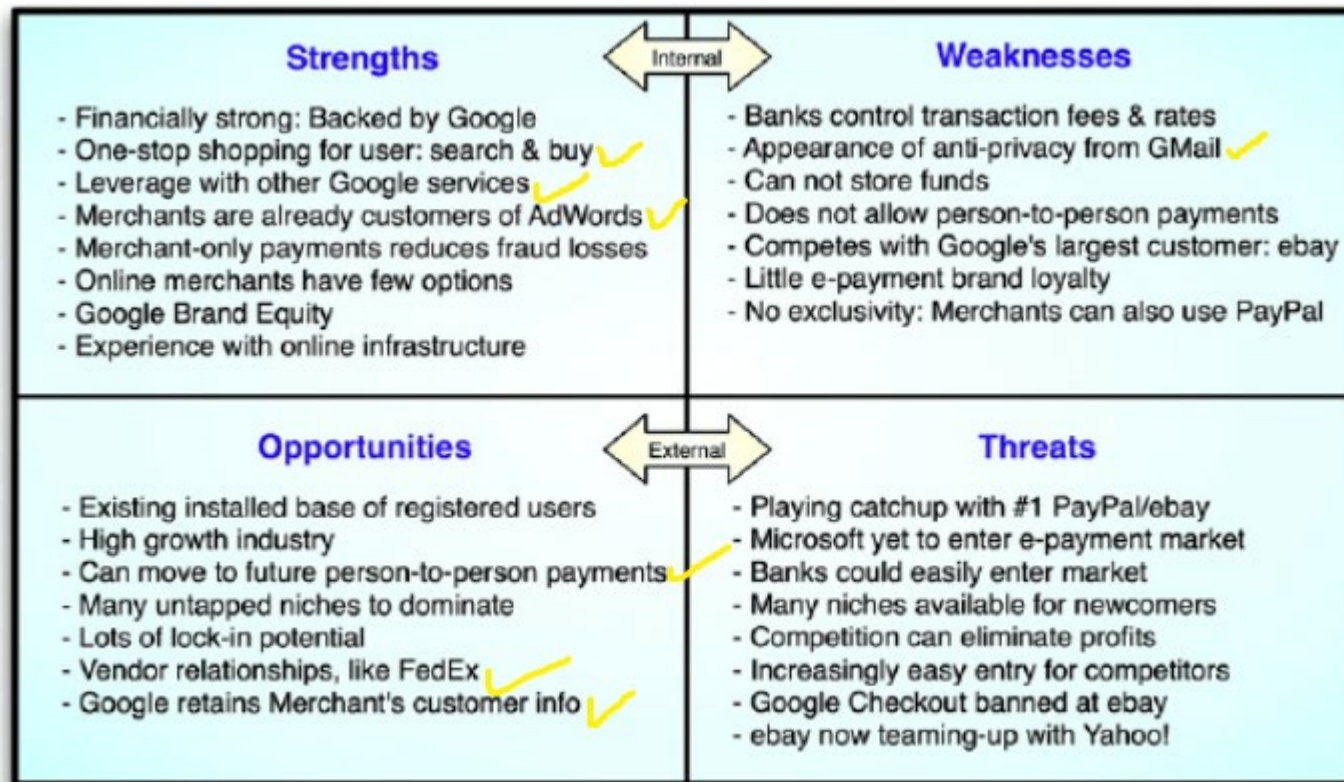 Strengths
Internal
Weaknesses
- Financially strong: Backed by Google
- One-stop shopping for user: search & buy
- Leverage with other Google services
- Merchants are already customers of AdWords
- Merchant-only payments reduces fraud losses
- Online merchants have few options
- Google Brand Equity
- Experience with online infrastructure
- Banks control transaction fees & rates
- Appearance of anti-privacy from GMail
- Can not store funds
- Does not allow person-to-person payments
- Competes with Google's largest customer: ebay
- Little e-payment brand loyalty
- No exclusivity: Merchants can also use PayPal
Opportunities
External
Threats
- Existing installed base of registered users
- High growth industry
- Can move to future person-to-person payments
- Many untapped niches to dominate
- Lots of lock-in potential
- Vendor relationships, like FedEx
- Google retains Merchant's customer info
- Playing catchup with #1 PayPal/ebay
- Microsoft yet to enter e-payment market
- Banks could easily enter market
- Many niches available for newcomers
- Competition can eliminate profits
- Increasingly easy entry for competitors
- Google Checkout banned at ebay
- ebay now teaming-up with Yahoo!